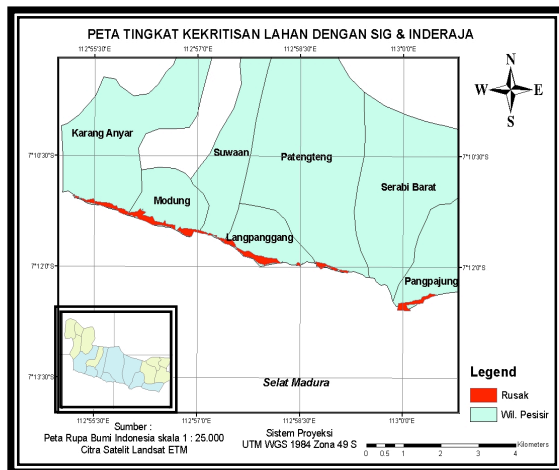 PETA TINGKAT KEKRITISAN LAHAN DENGAN SIG & INDERAJA
112°55'30"E 112°57'0"E 112°58'30"E 113°0'0"E
N
W E
S
Karang Anyar
Suwaan
Patengteng
7°10'30"S 7°10'30"S
Serabi Barat
Modung
Langpanggang
7°12'0"S 7°12'0"S
Pangpajung
7°13'30"S 7°13'30"S
Selat Madura
Legend
Rusak
Wil. Pesisir
112°55'30"E 112°57'0"E 112°58'30"E 113°0'0"E
Sumber :
Peta Rupa Bumi Indonesia skala 1 : 25.000
Citra Satelit Landsat ETM
Sistem Proyeksi
UTM WGS 1984 Zona 49 S
Kilometers
0 0.5 1 2 3 4